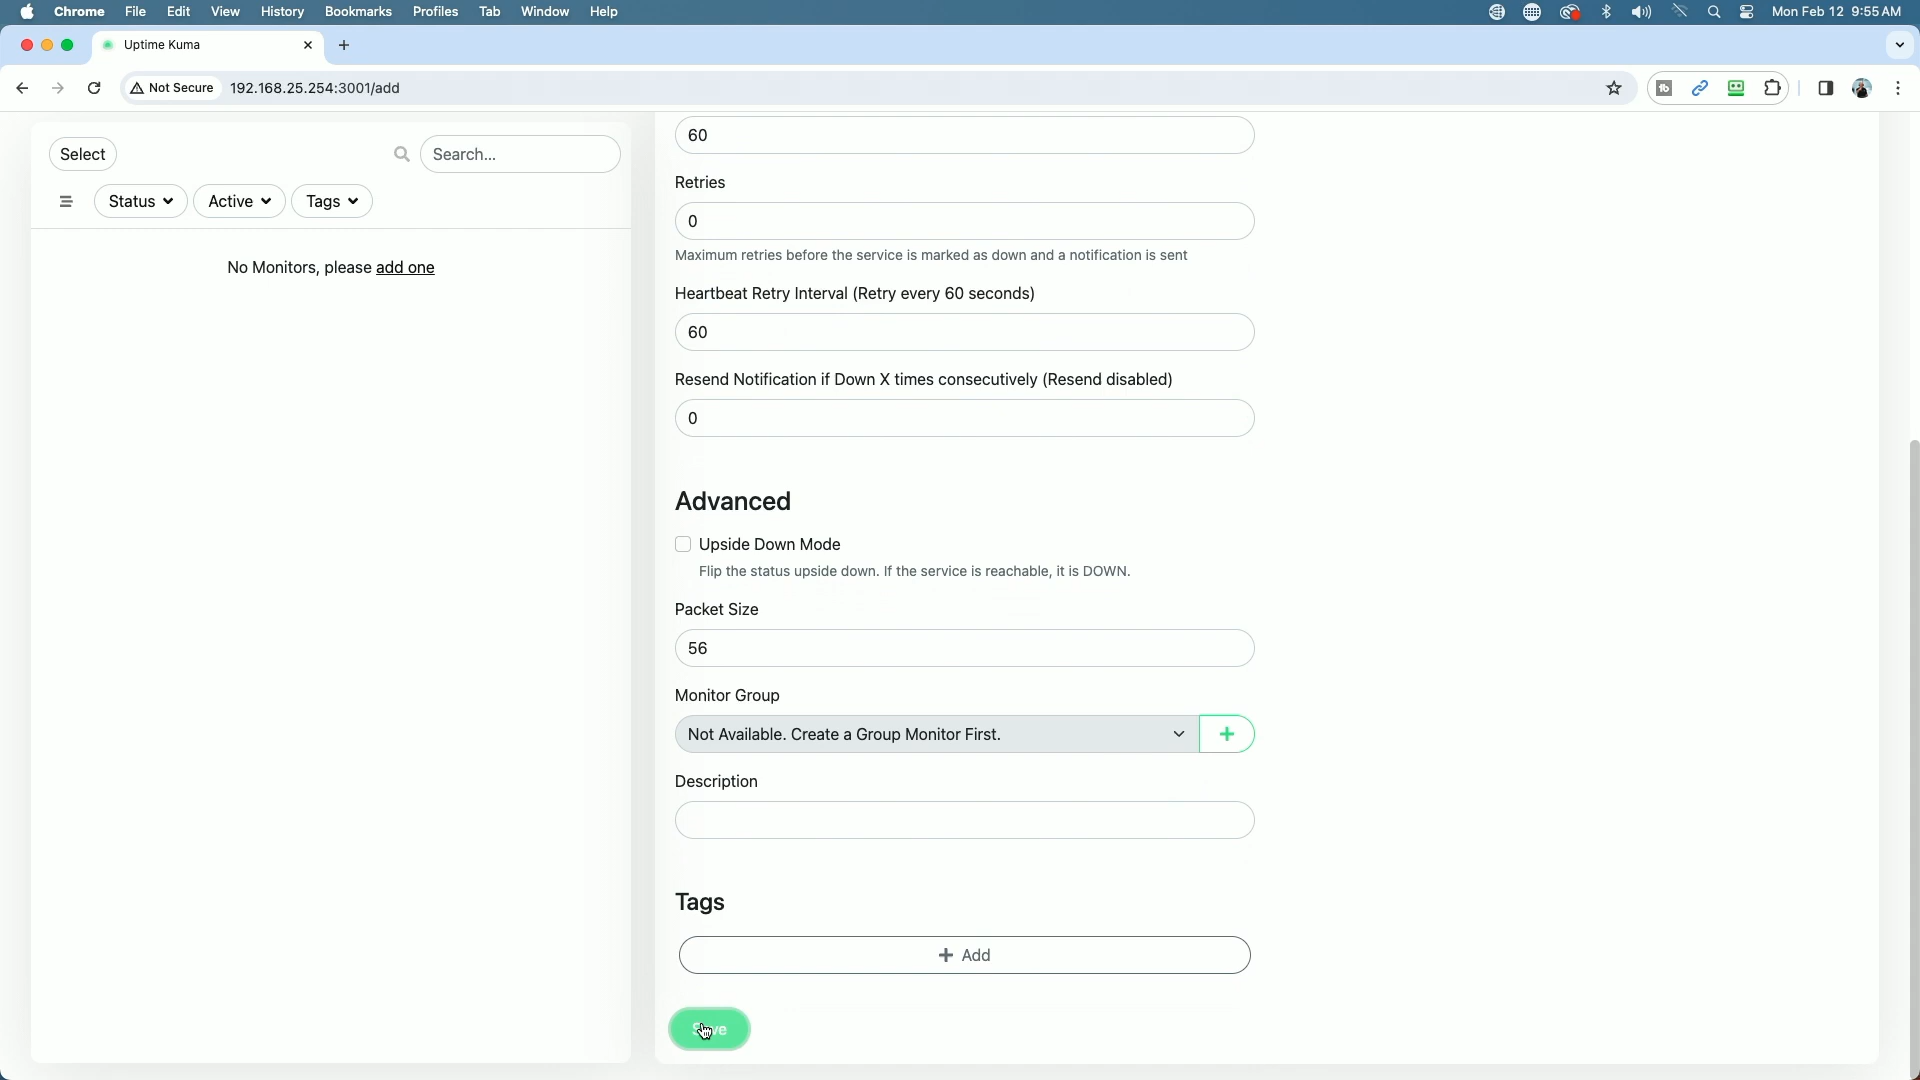 Chrome File Edit View History Bookmarks Profiles Tab Window Help Mon Feb 12 9:55 AM
Uptime Kuma
Not Secure 192.168.25.254:3001/add
Select Search...
Status Active Tags
No Monitors, please add one
60
Retries
0
Maximum retries before the service is marked as down and a notification is sent
Heartbeat Retry Interval (Retry every 60 seconds)
60
Resend Notification if Down X times consecutively (Resend disabled)
0
Advanced
Upside Down Mode
Flip the status upside down. If the service is reachable, it is DOWN.
Packet Size
56
Monitor Group
Not Available. Create a Group Monitor First.
Description
Tags
Add
Save